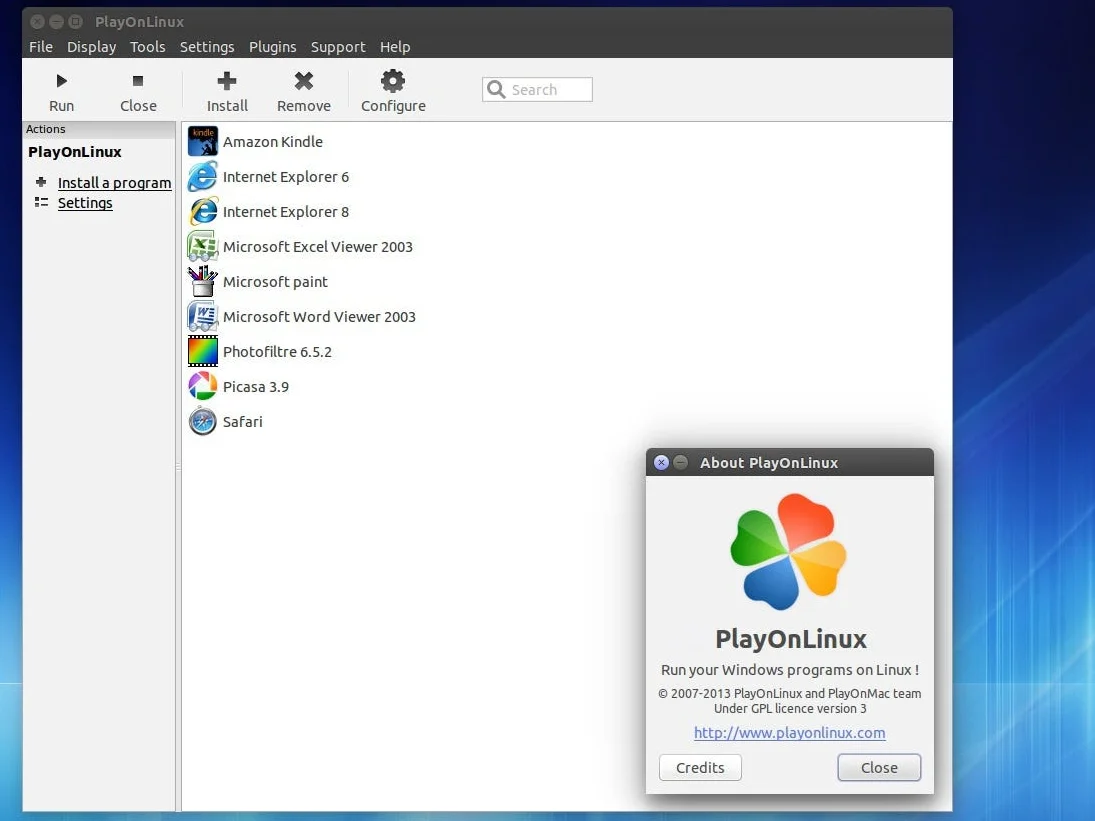 PlayOnLinux
File Display Tools Settings Plugins Support Help
Run Close Install Remove Configure Search
Actions
PlayOnLinux
Install a program
Settings
kindle
Amazon Kindle
Internet Explorer 6
Internet Explorer 8
Microsoft Excel Viewer 2003
Microsoft paint
Microsoft Word Viewer 2003
Photofiltre 6.5.2
Picasa 3.9
Safari
About PlayOnLinux
PlayOnLinux
Run your Windows programs on Linux !
© 2007-2013 PlayOnLinux and PlayOnMac team
Under GPL licence version 3
http://www.playonlinux.com
Credits Close